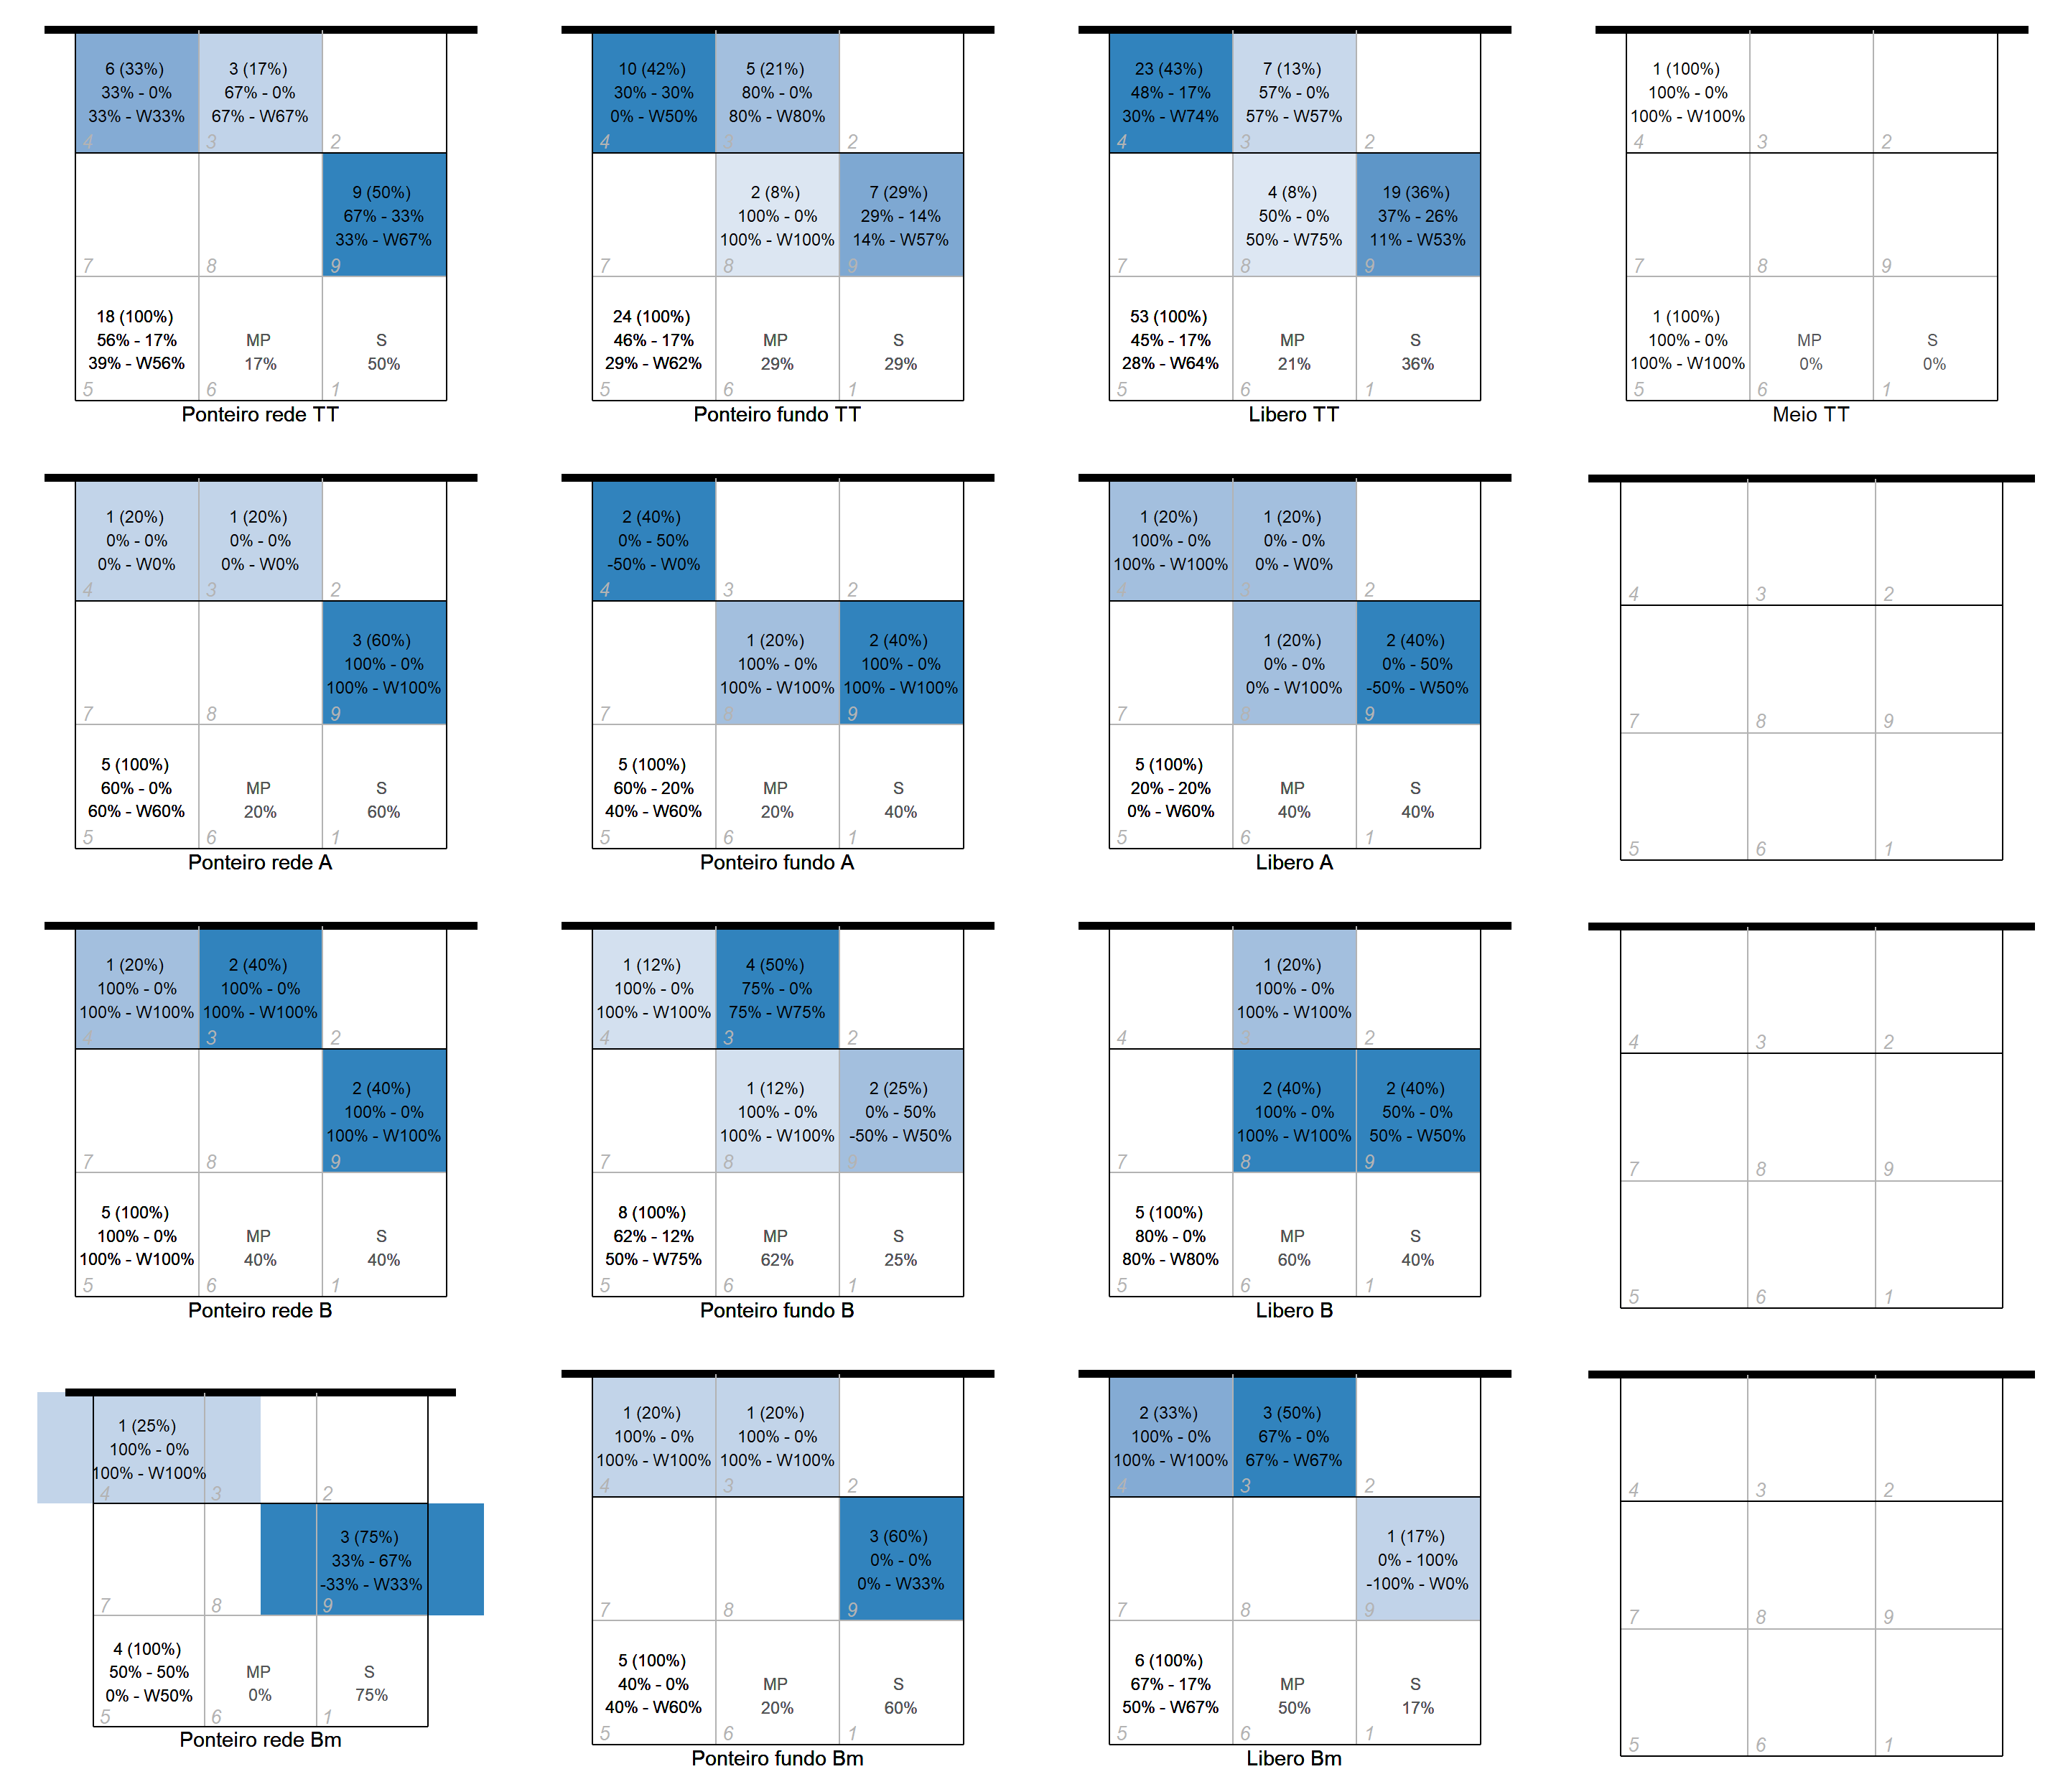 6 (33%)
33% - 0%
33% - W33%
4
3 (17%)
67% - 0%
67% - W67%
3
2
7
8
9 (50%)
67% - 33%
33% - W67%
9
18 (100%)
56% - 17%
39% - W56%
5
MP
17%
6
S
50%
1
Ponteiro rede TT
10 (42%)
30% - 30%
0% - W50%
4
5 (21%)
80% - 0%
80% - W80%
3
2
7
2 (8%)
100% - 0%
100% - W100%
8
7 (29%)
29% - 14%
14% - W57%
9
24 (100%)
46% - 17%
29% - W62%
5
MP
29%
6
S
29%
1
Ponteiro fundo TT
23 (43%)
48% - 17%
30% - W74%
4
7 (13%)
57% - 0%
57% - W57%
3
2
7
4 (8%)
50% - 0%
50% - W75%
8
19 (36%)
37% - 26%
11% - W53%
9
53 (100%)
45% - 17%
28% - W64%
5
MP
21%
6
S
36%
1
Libero TT
1 (100%)
100% - 0%
100% - W100%
4
3
2
7
8
9
1 (100%)
100% - 0%
100% - W100%
5
MP
0%
6
S
0%
1
Meio TT
1 (20%)
0% - 0%
0% - W0%
4
1 (20%)
0% - 0%
0% - W0%
3
2
7
8
3 (60%)
100% - 0%
100% - W100%
9
5 (100%)
60% - 0%
60% - W60%
5
MP
20%
6
S
60%
1
Ponteiro rede A
2 (40%)
0% - 50%
-50% - W0%
4
3
2
7
1 (20%)
100% - 0%
100% - W100%
8
2 (40%)
100% - 0%
100% - W100%
9
5 (100%)
60% - 20%
40% - W60%
5
MP
20%
6
S
40%
1
Ponteiro fundo A
1 (20%)
100% - 0%
100% - W100%
4
1 (20%)
0% - 0%
0% - W0%
3
2
7
1 (20%)
0% - 0%
0% - W100%
8
2 (40%)
0% - 50%
-50% - W50%
9
5 (100%)
20% - 20%
0% - W60%
5
MP
40%
6
S
40%
1
Libero A
4
3
2
7
8
9
5
6
1
1 (20%)
100% - 0%
100% - W100%
4
2 (40%)
100% - 0%
100% - W100%
3
2
7
8
2 (40%)
100% - 0%
100% - W100%
9
5 (100%)
100% - 0%
100% - W100%
5
MP
40%
6
S
40%
1
Ponteiro rede B
1 (12%)
100% - 0%
100% - W100%
4
4 (50%)
75% - 0%
75% - W75%
3
2
7
1 (12%)
100% - 0%
100% - W100%
8
2 (25%)
0% - 50%
-50% - W50%
9
8 (100%)
62% - 12%
50% - W75%
5
MP
62%
6
S
25%
1
Ponteiro fundo B
4
1 (20%)
100% - 0%
100% - W100%
3
2
7
2 (40%)
100% - 0%
100% - W100%
8
2 (40%)
50% - 0%
50% - W50%
9
5 (100%)
80% - 0%
80% - W80%
5
MP
60%
6
S
40%
1
Libero B
4
3
2
7
8
9
5
6
1
1 (25%)
100% - 0%
100% - W100%
4
3
2
7
8
3 (75%)
33% - 67%
-33% - W33%
9
4 (100%)
50% - 50%
0% - W50%
5
MP
0%
6
S
75%
1
Ponteiro rede Bm
1 (20%)
100% - 0%
100% - W100%
4
1 (20%)
100% - 0%
100% - W100%
3
2
7
8
3 (60%)
0% - 0%
0% - W33%
9
5 (100%)
40% - 0%
40% - W60%
5
MP
20%
6
S
60%
1
Ponteiro fundo Bm
2 (33%)
100% - 0%
100% - W100%
4
3 (50%)
67% - 0%
67% - W67%
3
2
7
8
1 (17%)
0% - 100%
-100% - W0%
9
6 (100%)
67% - 17%
50% - W67%
5
MP
50%
6
S
17%
1
Libero Bm
4
3
2
7
8
9
5
6
1